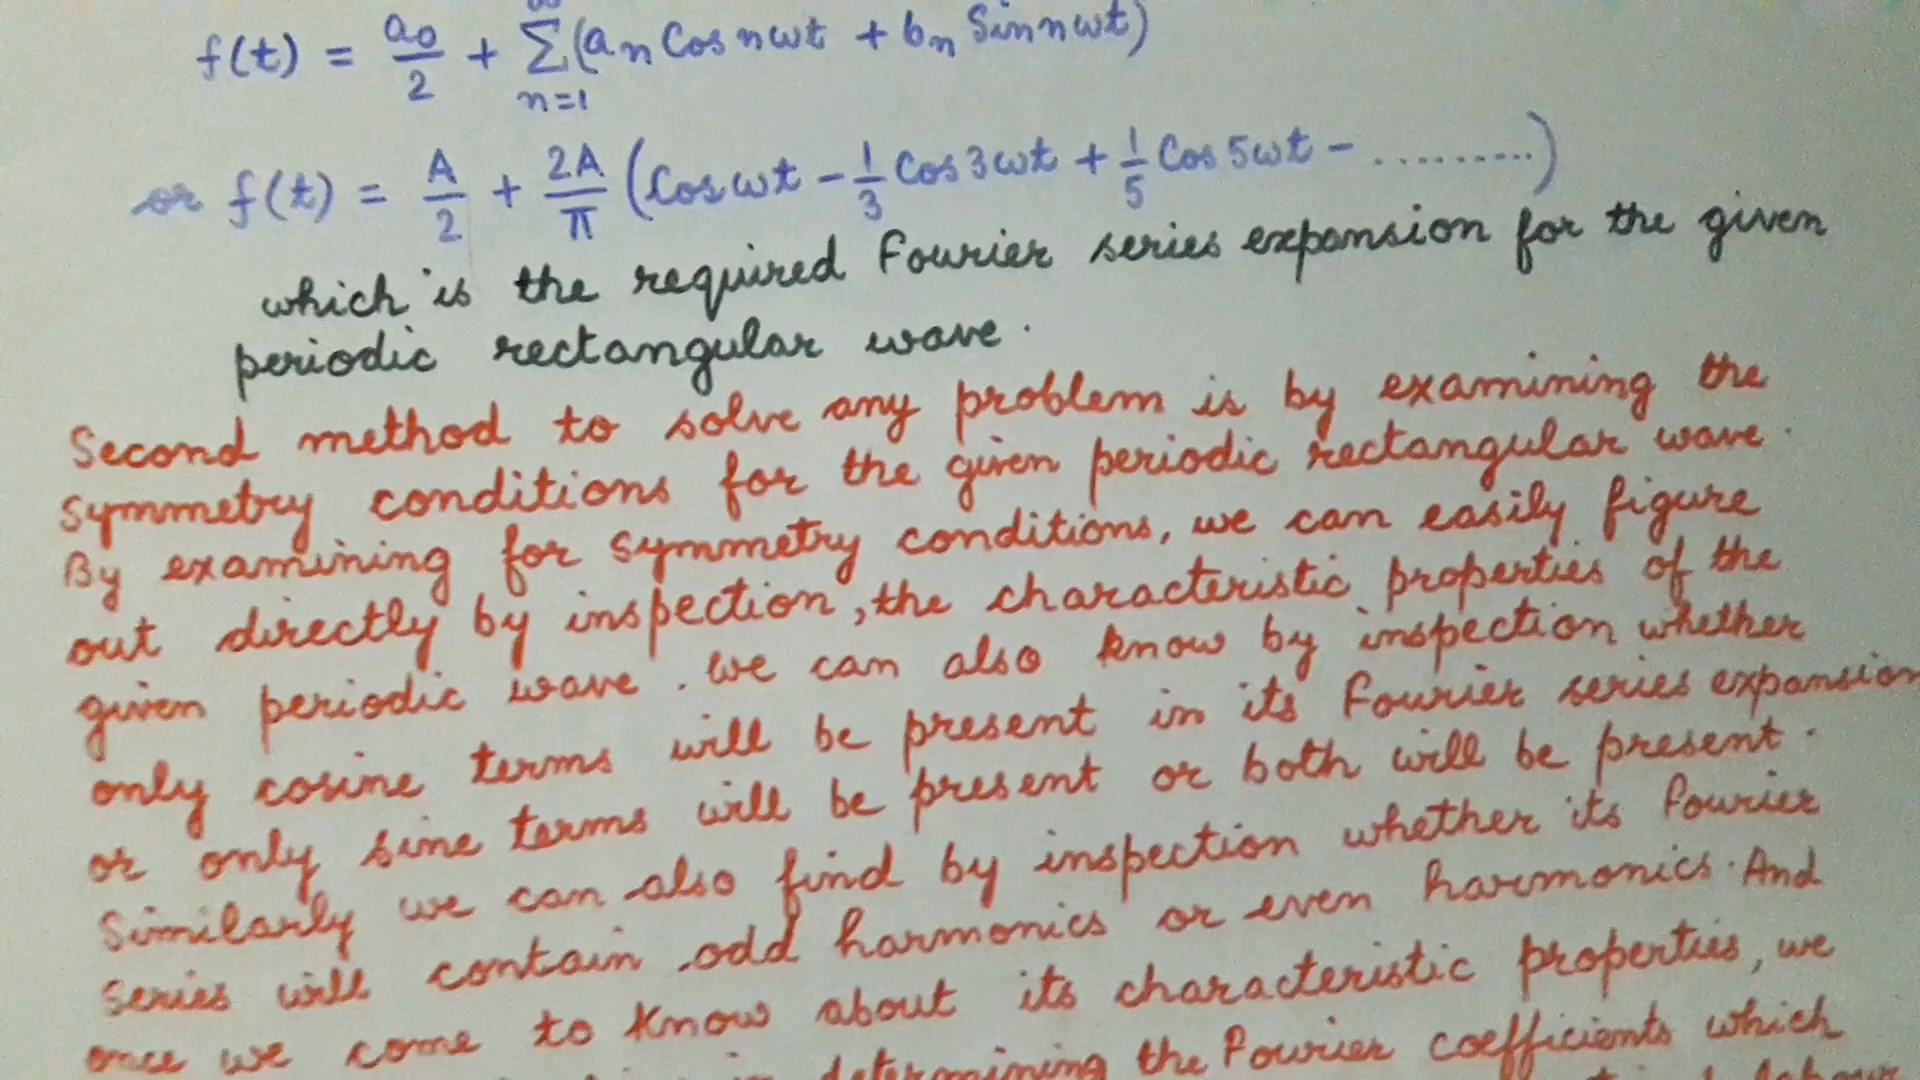 f(t) = a₀/2 + ∞Σn=1 (aₙ Cos nωt + bₙ Sin nωt)
or f(t) = A/2 + 2A/π (Cos ωt - 1/3 Cos 3ωt + 1/5 Cos 5ωt - ..........)
which is the required Fourier series expansion for the given
periodic rectangular wave.
Second method to solve any problem is by examining the
symmetry conditions for the given periodic rectangular wave.
By examining for symmetry conditions, we can easily figure
out directly by inspection, the characteristic properties of the
given periodic wave. We can also know by inspection whether
only cosine terms will be present in its Fourier series expansion
or only sine terms will be present or both will be present.
Similarly we can also find by inspection whether its Fourier
series will contain odd harmonics or even harmonics. And
once we come to know about its characteristic properties, we
in determining the Fourier coefficients which